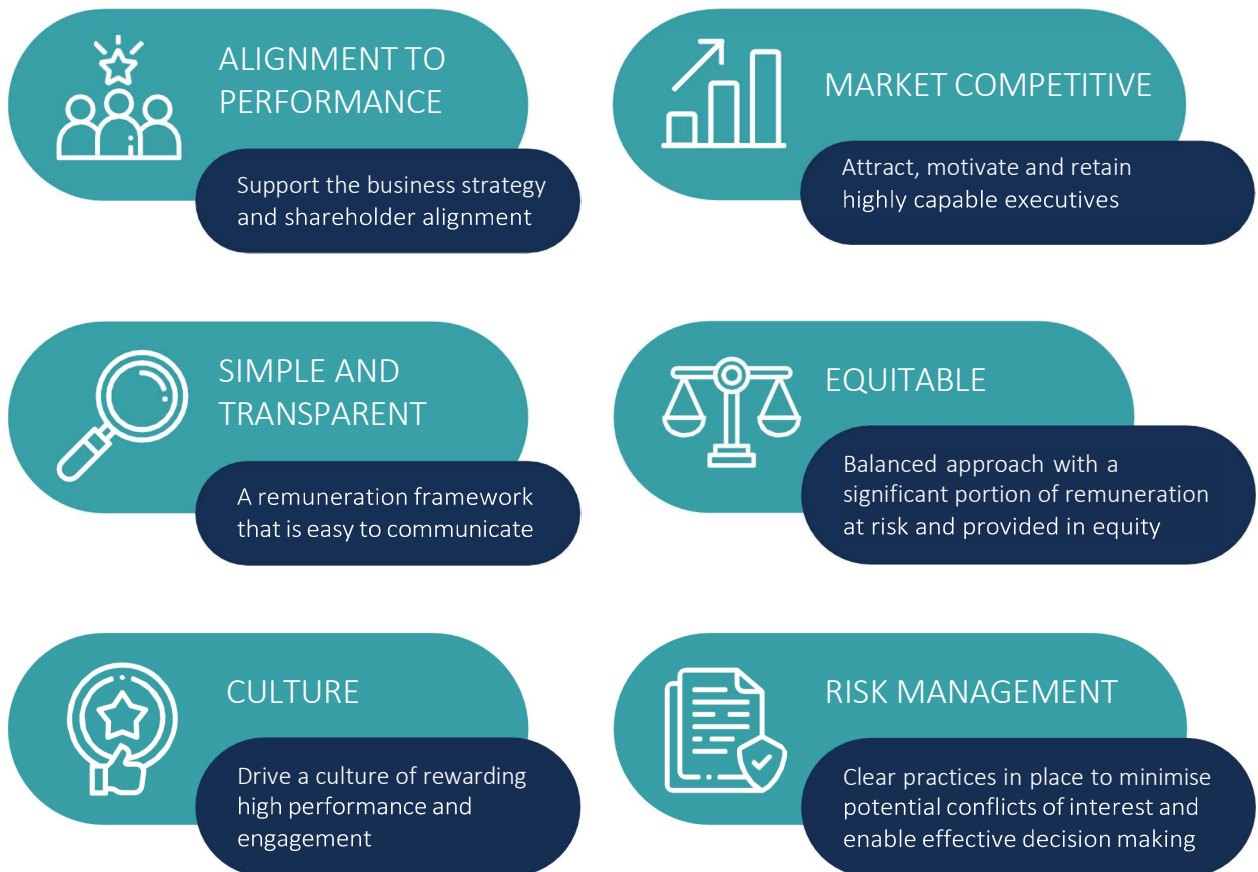 ALIGNMENT TO
PERFORMANCE
Support the business strategy
and shareholder alignment
MARKET COMPETITIVE
Attract, motivate and retain
highly capable executives
SIMPLE AND
TRANSPARENT
A remuneration framework
that is easy to communicate
EQUITABLE
Balanced approach with a
significant portion of remuneration
at risk and provided in equity
CULTURE
Drive a culture of rewarding
high performance and
engagement
RISK MANAGEMENT
Clear practices in place to minimise
potential conflicts of interest and
enable effective decision making